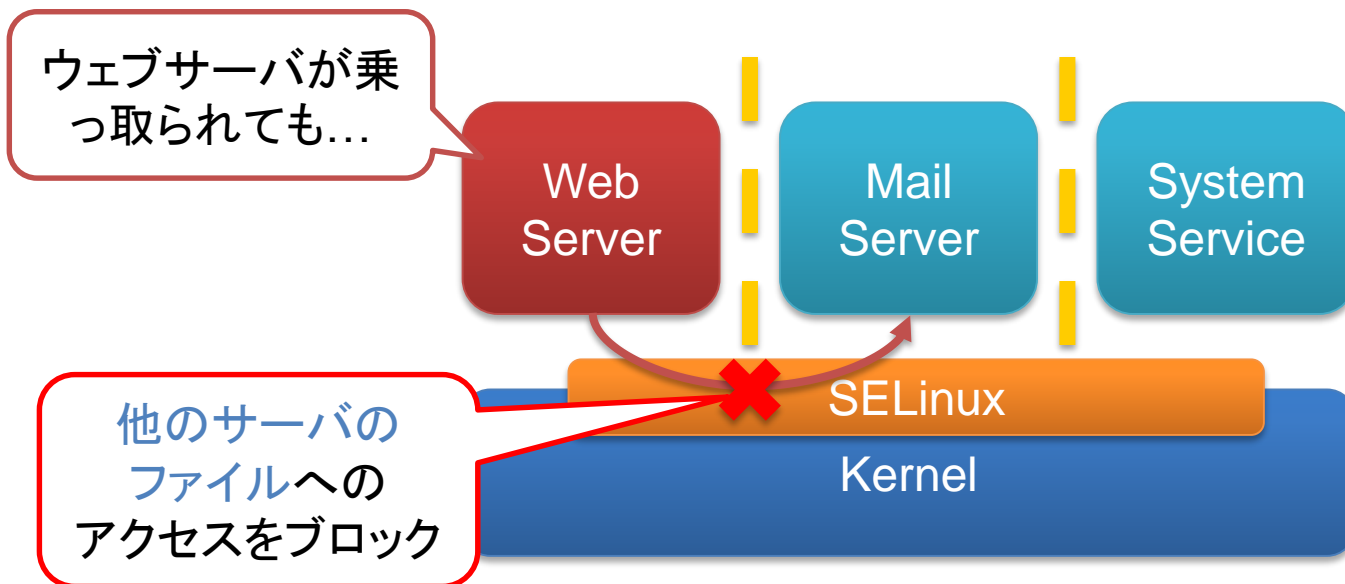 ウェブサーバが乗
っ取られても…
Web
Server
Mail
Server
System
Service
SELinux
Kernel
他のサーバの
ファイルへの
アクセスをブロック